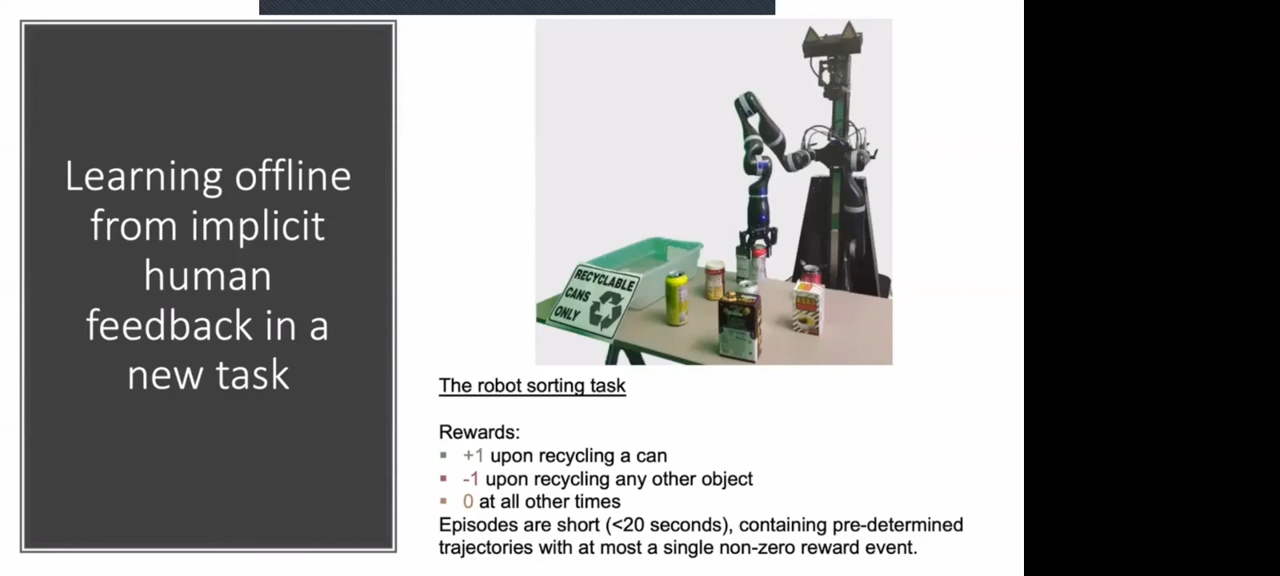 Learning offline
from implicit
human
feedback in a
new task
RECYCLABLE
CANS
ONLY
The robot sorting task
Rewards:
▪ +1 upon recycling a can
▪ -1 upon recycling any other object
▪ 0 at all other times
Episodes are short (<20 seconds), containing pre-determined
trajectories with at most a single non-zero reward event.